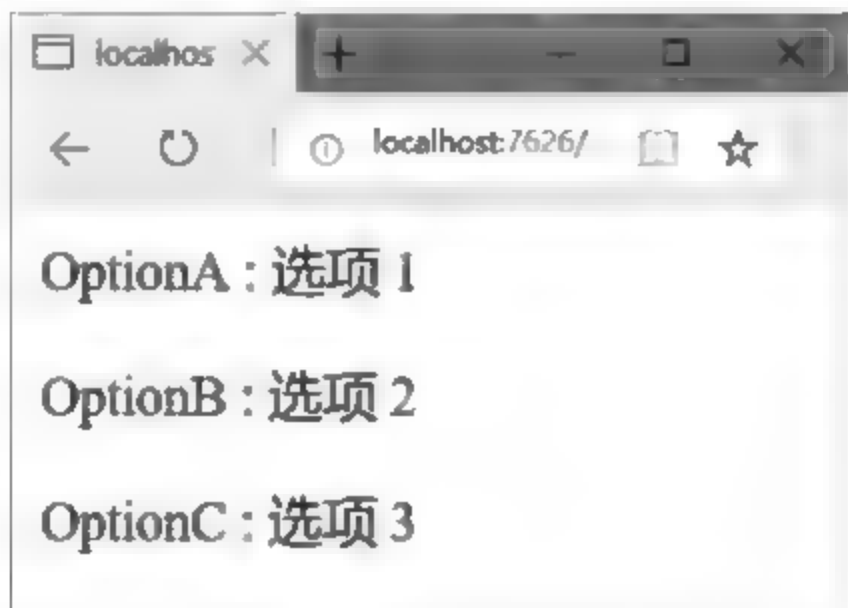 localhos
localhost:7626/
OptionA : 选项 1
OptionB : 选项 2
OptionC : 选项 3